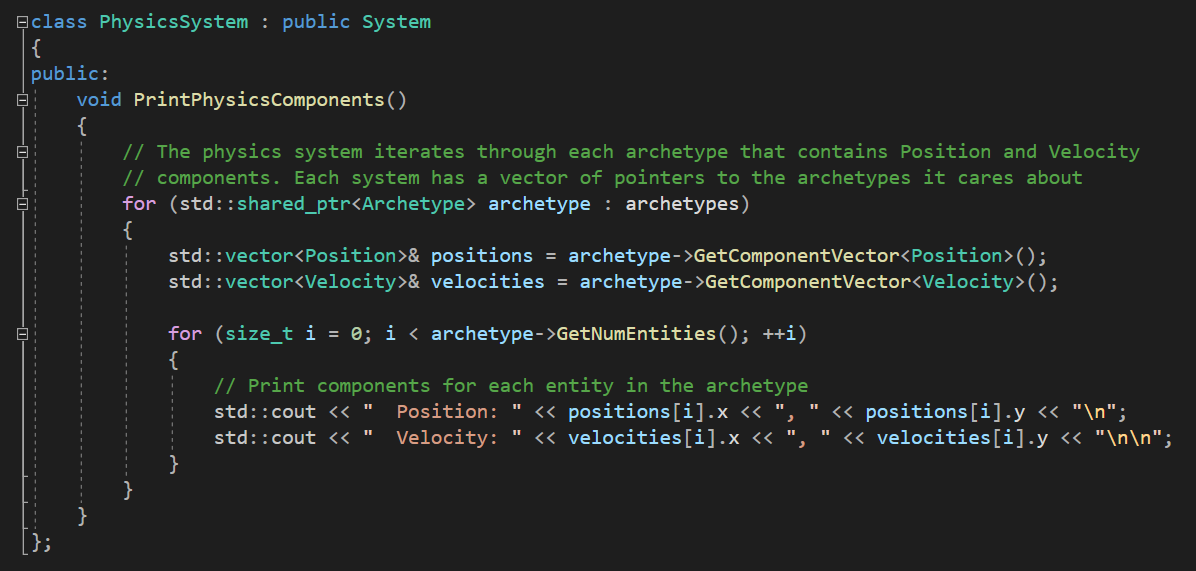 class PhysicsSystem : public System
{
public:
    void PrintPhysicsComponents()
    {
        // The physics system iterates through each archetype that contains Position and Velocity
        // components. Each system has a vector of pointers to the archetypes it cares about
        for (std::shared_ptr<Archetype> archetype : archetypes)
        {
            std::vector<Position>& positions = archetype->GetComponentVector<Position>();
            std::vector<Velocity>& velocities = archetype->GetComponentVector<Velocity>();

            for (size_t i = 0; i < archetype->GetNumEntities(); ++i)
            {
                // Print components for each entity in the archetype
                std::cout << "  Position: " << positions[i].x << ", " << positions[i].y << "\n";
                std::cout << "  Velocity: " << velocities[i].x << ", " << velocities[i].y << "\n\n";
            }
        }
    }
};